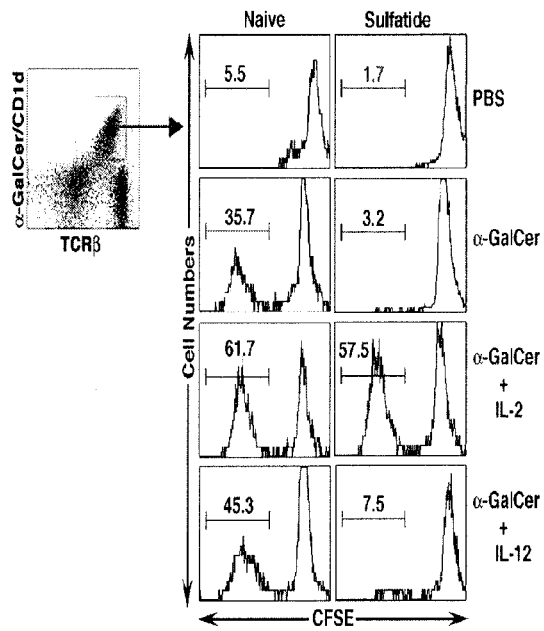 Naive Sulfatide
α-GalCer/CD1d
TCRβ
Cell Numbers
5.5 1.7 PBS
35.7 3.2 α-GalCer
61.7 57.5 α-GalCer
+
IL-2
45.3 7.5 α-GalCer
+
IL-12
CFSE